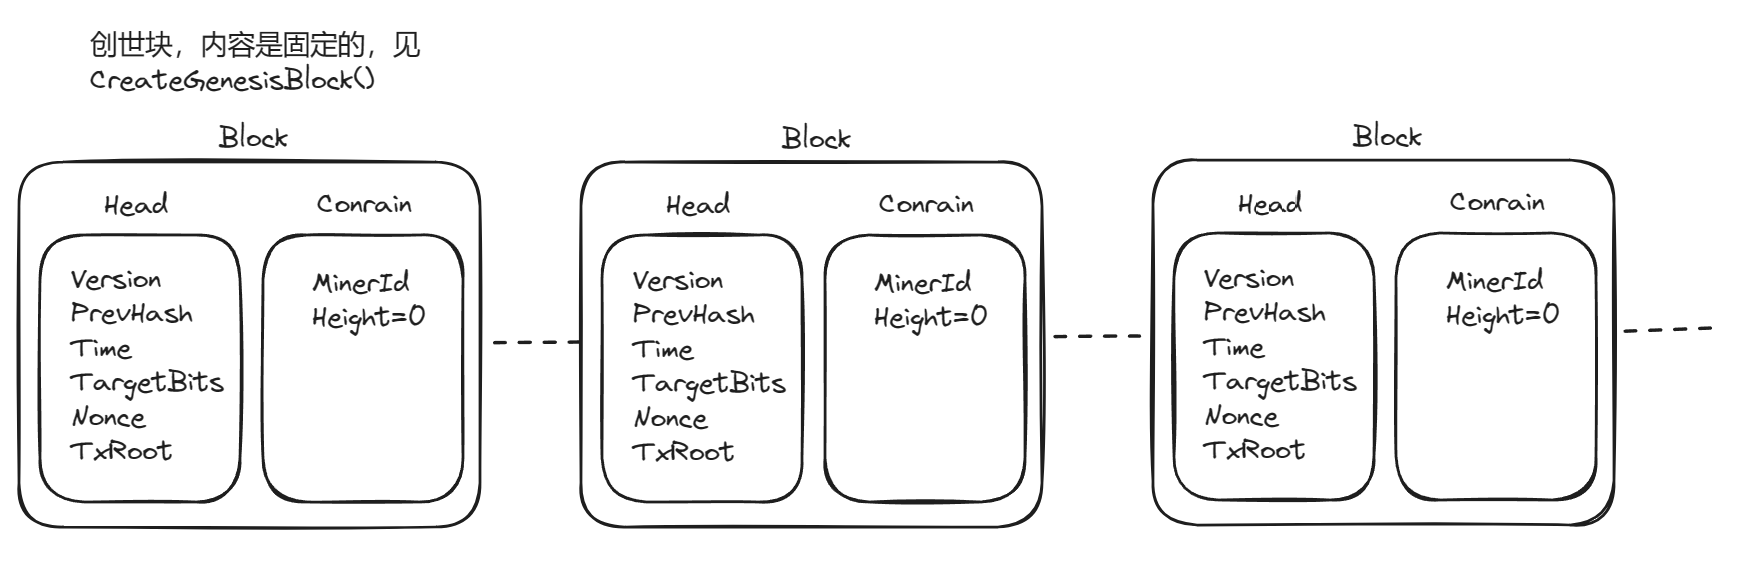 创世块，内容是固定的，见
CreateGenesisBlock()
Block
Head
Conrain
Version
PrevHash
Time
TargetBits
Nonce
TxRoot
MinerId
Height=0
Block
Head
Conrain
Version
PrevHash
Time
TargetBits
Nonce
TxRoot
MinerId
Height=0
Block
Head
Conrain
Version
PrevHash
Time
TargetBits
Nonce
TxRoot
MinerId
Height=0